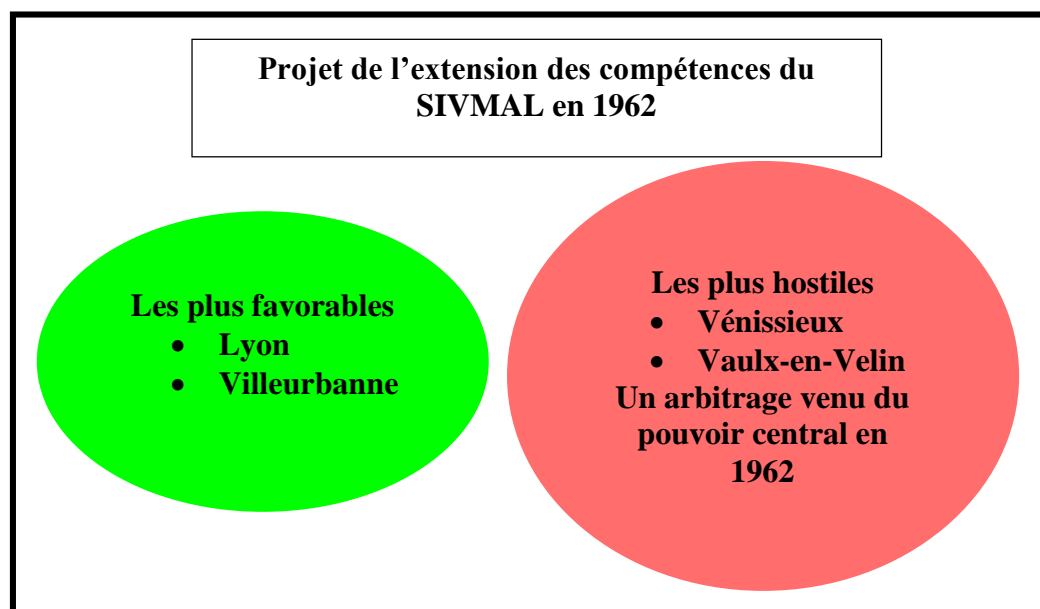 Projet de l’extension des compétences du
SIVMAL en 1962
Les plus favorables
• Lyon
• Villeurbanne
Les plus hostiles
• Vénissieux
• Vaulx-en-Velin
Un arbitrage venu du
pouvoir central en
1962